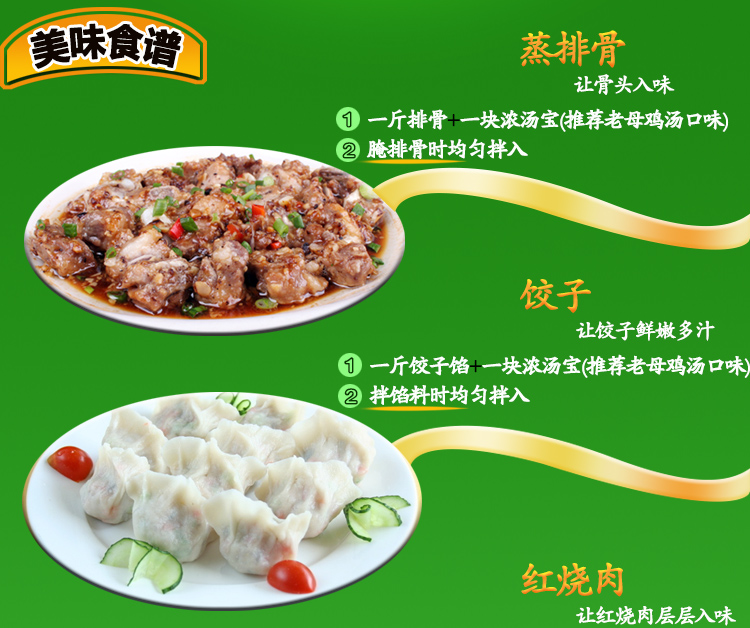 美味食谱
蒸排骨
让骨头入味
1 一斤排骨+一块浓汤宝(推荐老母鸡汤口味)
2 腌排骨时均匀拌入
饺子
让饺子鲜嫩多汁
1 一斤饺子馅+一块浓汤宝(推荐老母鸡汤口味)
2 拌馅料时均匀拌入
红烧肉
让红烧肉层层入味